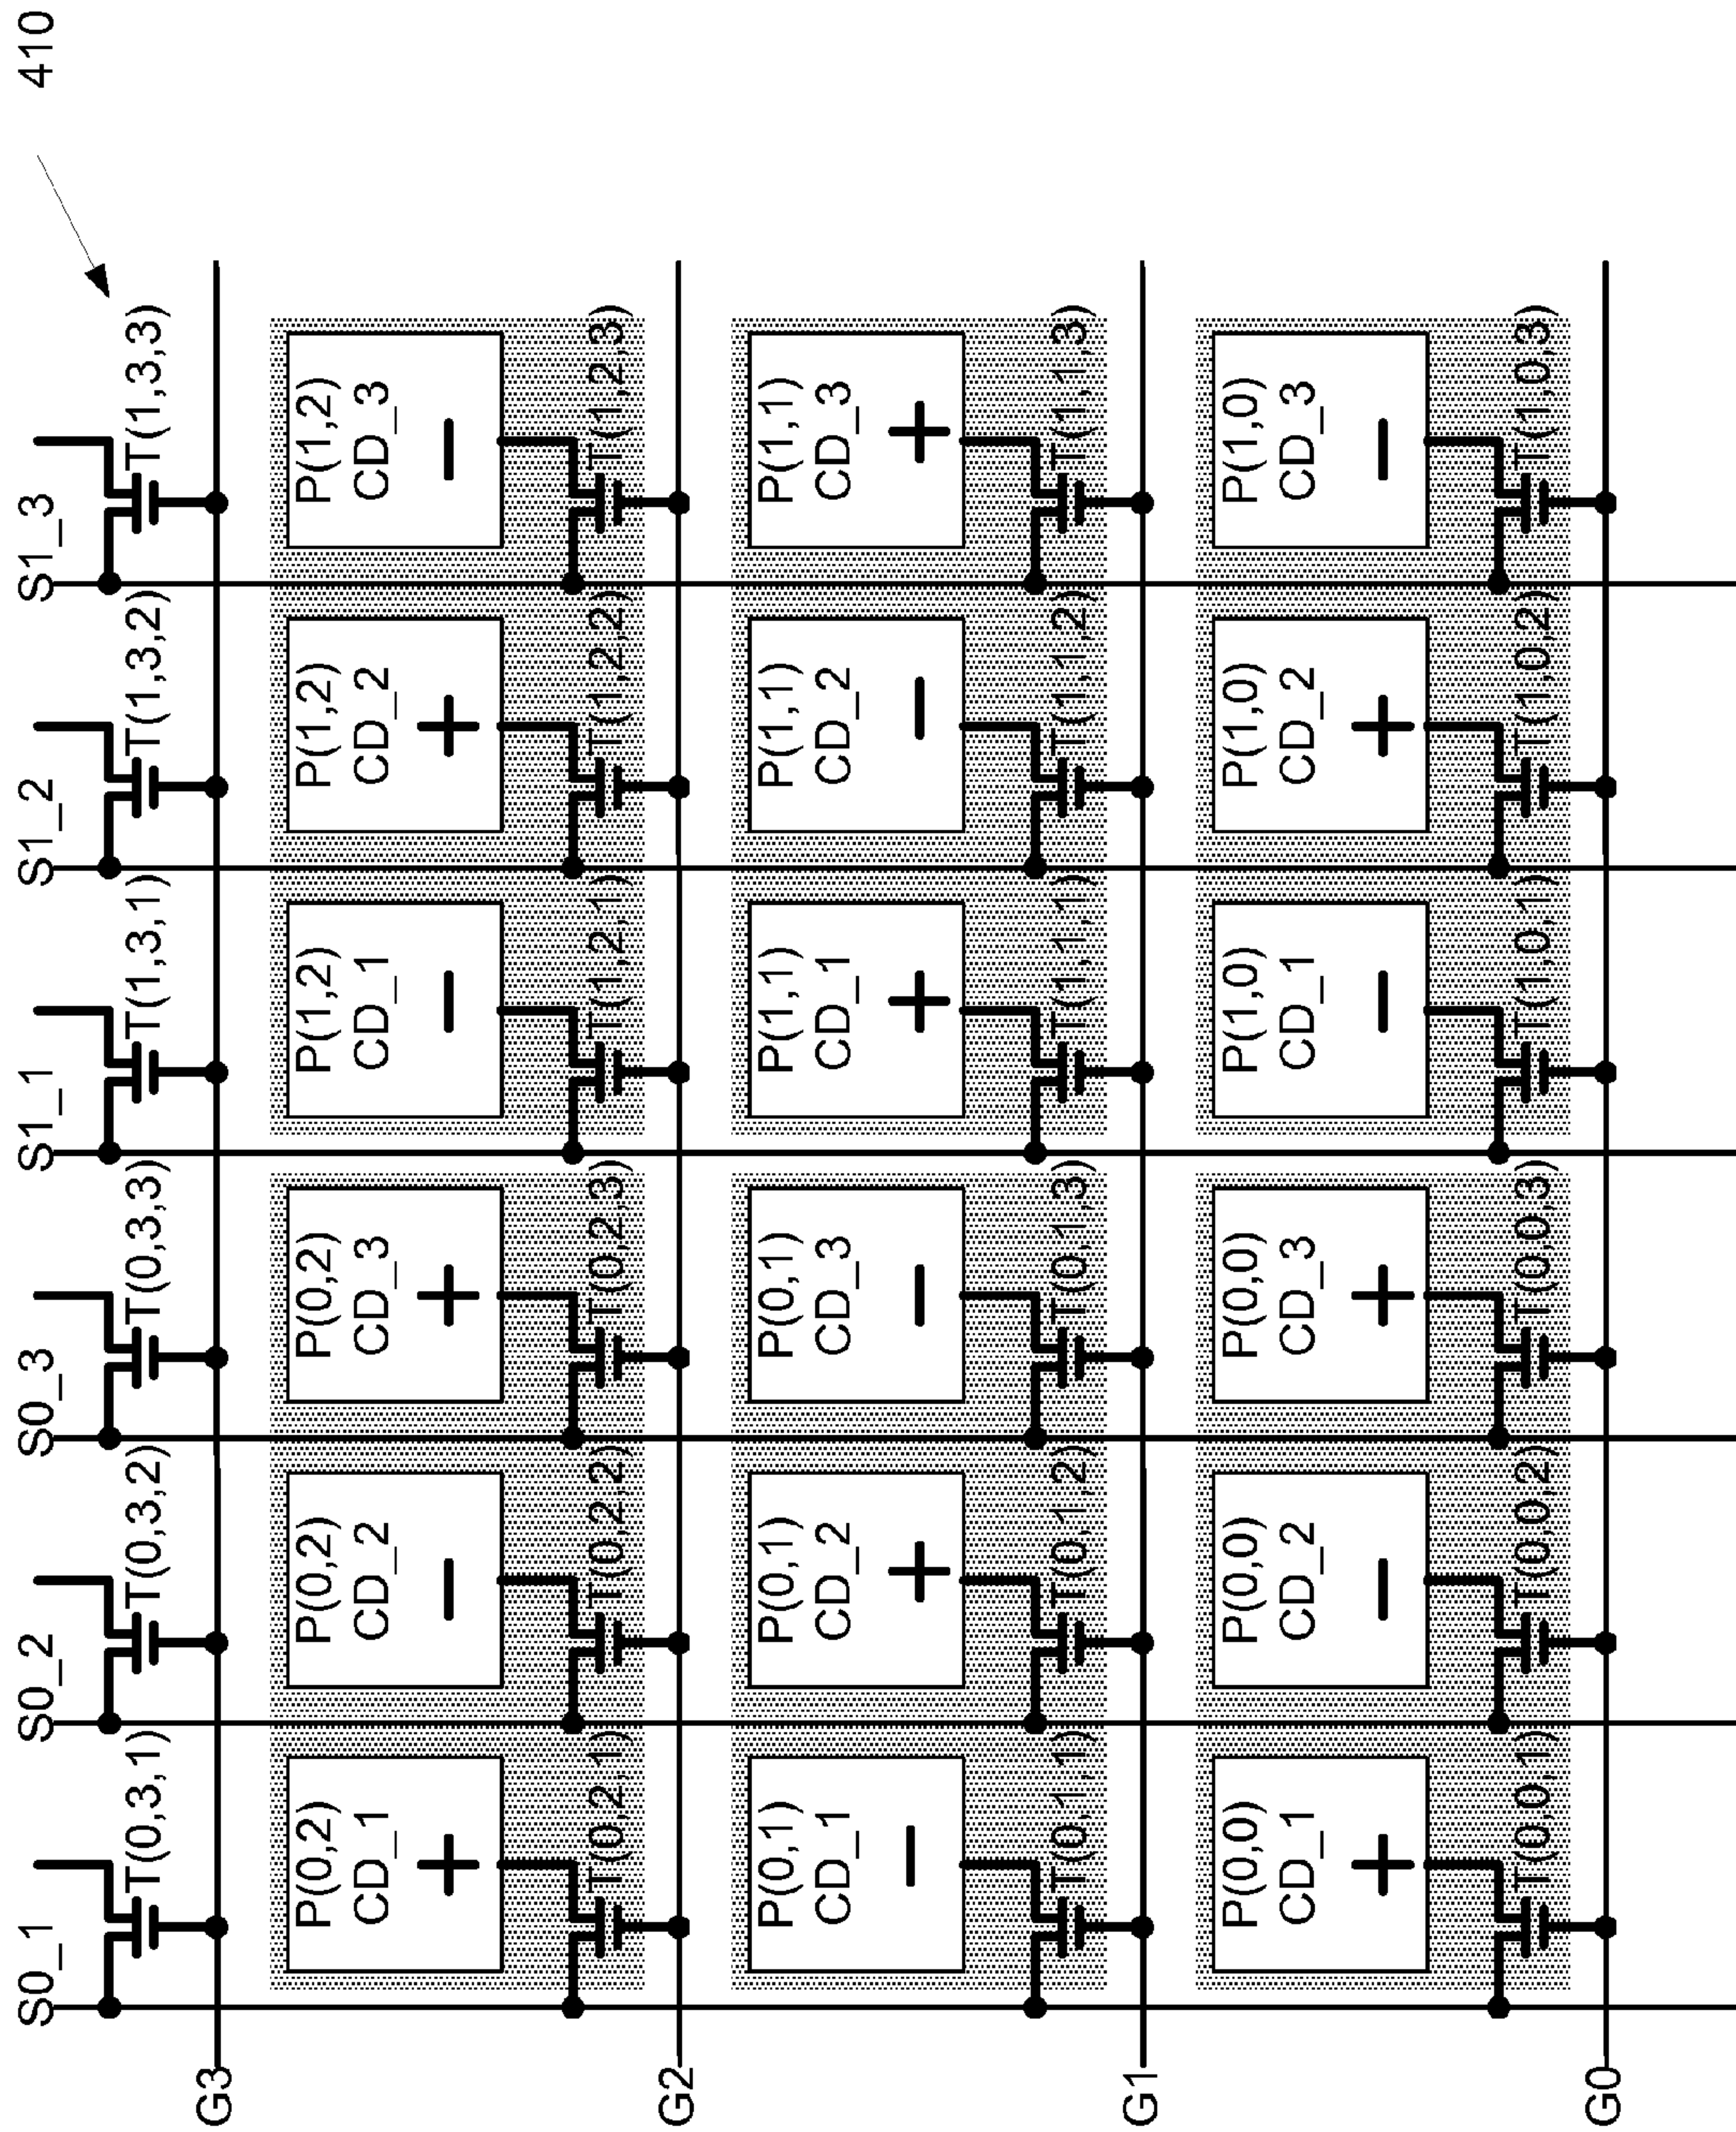 S0_1 S0_2 S0_3 S1_1 S1_2 S1_3 410
T(0,3,1) T(0,3,2) T(0,3,3) T(1,3,1) T(1,3,2) T(1,3,3)
G3
P(0,2) P(0,2) P(0,2) P(1,2) P(1,2) P(1,2)
CD_1 CD_2 CD_3 CD_1 CD_2 CD_3
+ − + − + −
T(0,2,1) T(0,2,2) T(0,2,3) T(1,2,1) T(1,2,2) T(1,2,3)
G2
P(0,1) P(0,1) P(0,1) P(1,1) P(1,1) P(1,1)
CD_1 CD_2 CD_3 CD_1 CD_2 CD_3
− + − + − +
T(0,1,1) T(0,1,2) T(0,1,3) T(1,1,1) T(1,1,2) T(1,1,3)
G1
P(0,0) P(0,0) P(0,0) P(1,0) P(1,0) P(1,0)
CD_1 CD_2 CD_3 CD_1 CD_2 CD_3
+ − + − + −
T(0,0,1) T(0,0,2) T(0,0,3) T(1,0,1) T(1,0,2) T(1,0,3)
G0